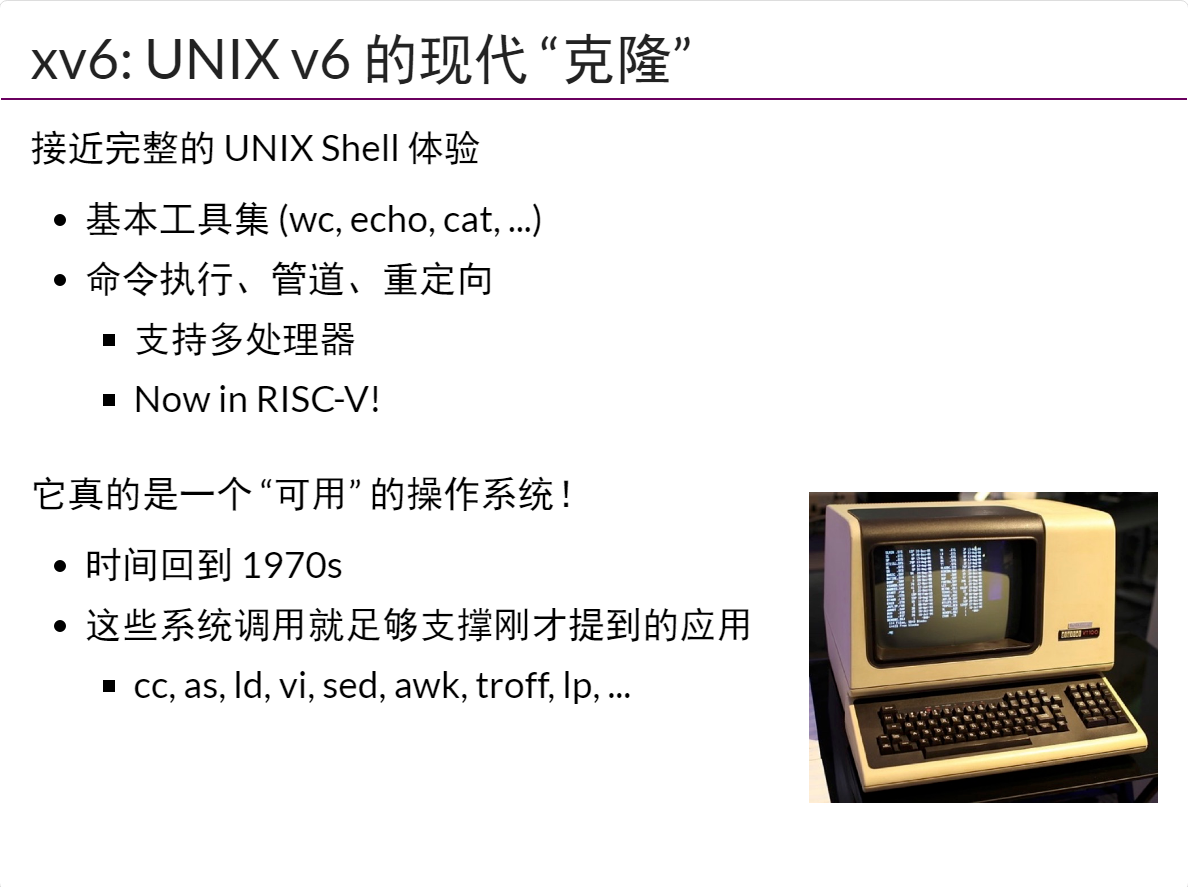 xv6: UNIX v6 的现代 “克隆”
接近完整的 UNIX Shell 体验
基本工具集 (wc, echo, cat, ...)
命令执行、管道、重定向
支持多处理器
Now in RISC-V!
它真的是一个 “可用” 的操作系统！
时间回到 1970s
这些系统调用就足够支撑刚才提到的应用
cc, as, ld, vi, sed, awk, troff, lp, ...